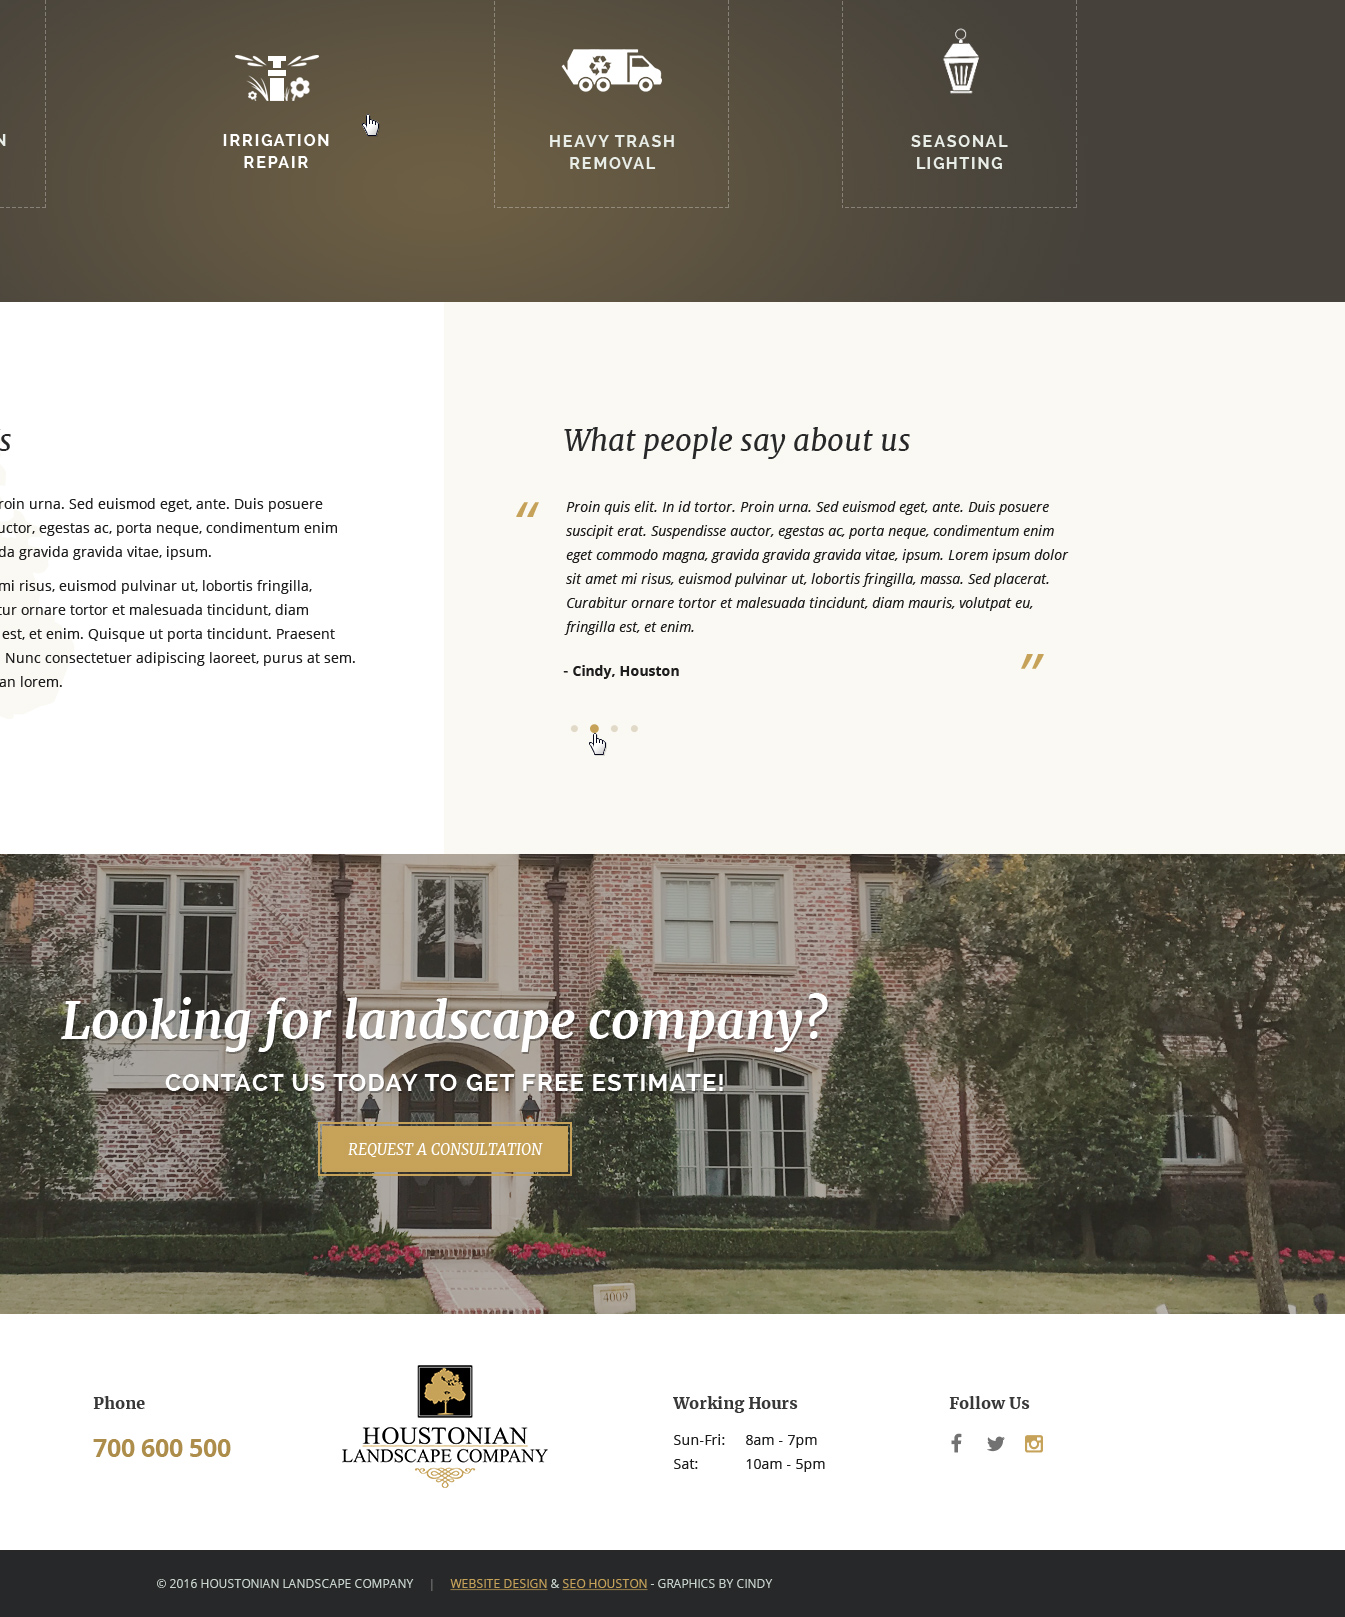 N
IRRIGATION
REPAIR
HEAVY TRASH
REMOVAL
SEASONAL
LIGHTING
s
roin urna. Sed euismod eget, ante. Duis posuere
uctor, egestas ac, porta neque, condimentum enim
da gravida gravida vitae, ipsum.
mi risus, euismod pulvinar ut, lobortis fringilla,
tur ornare tortor et malesuada tincidunt, diam
est, et enim. Quisque ut porta tincidunt. Praesent
Nunc consectetuer adipiscing laoreet, purus at sem.
an lorem.
What people say about us
“
Proin quis elit. In id tortor. Proin urna. Sed euismod eget, ante. Duis posuere
suscipit erat. Suspendisse auctor, egestas ac, porta neque, condimentum enim
eget commodo magna, gravida gravida gravida vitae, ipsum. Lorem ipsum dolor
sit amet mi risus, euismod pulvinar ut, lobortis fringilla, massa. Sed placerat.
Curabitur ornare tortor et malesuada tincidunt, diam mauris, volutpat eu,
fringilla est, et enim.
”
- Cindy, Houston
Looking for landscape company?
CONTACT US TODAY TO GET FREE ESTIMATE!
REQUEST A CONSULTATION
4009
Phone
700 600 500
HOUSTONIAN
LANDSCAPE COMPANY
Working Hours
Sun-Fri: 8am - 7pm
Sat: 10am - 5pm
Follow Us
© 2016 HOUSTONIAN LANDSCAPE COMPANY | WEBSITE DESIGN & SEO HOUSTON - GRAPHICS BY CINDY